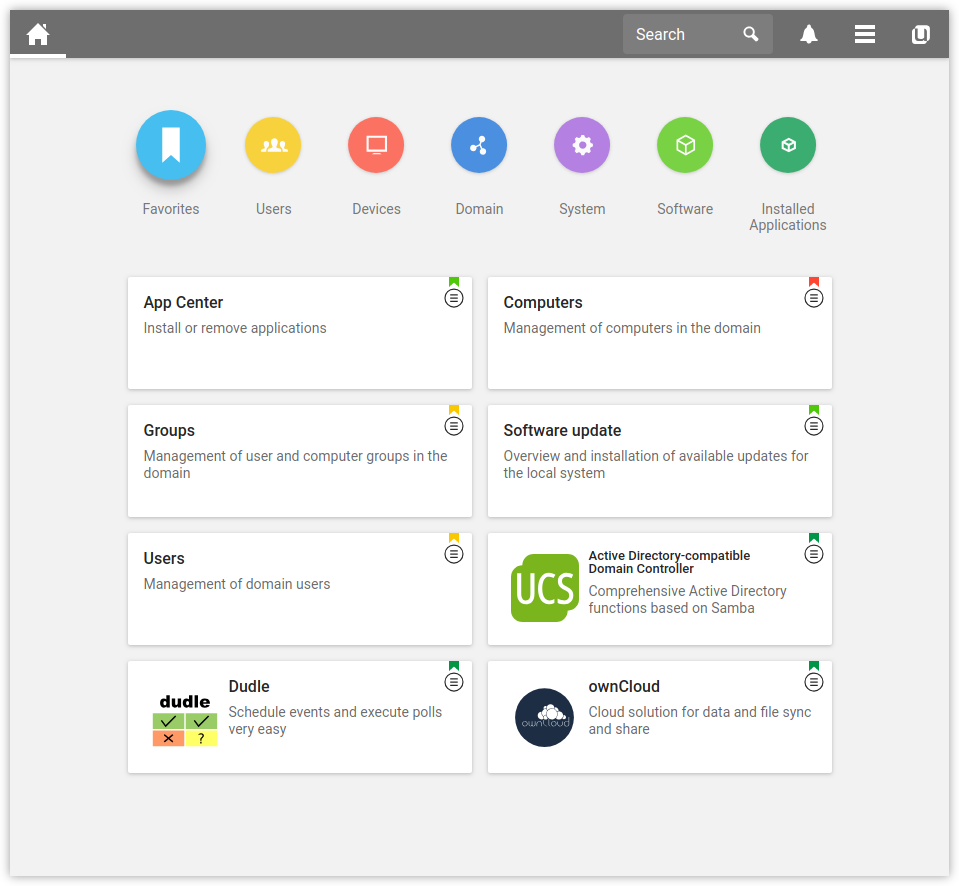 Search
Favorites
Users
Devices
Domain
System
Software
Installed
Applications
App Center
Install or remove applications
Computers
Management of computers in the domain
Groups
Management of user and computer groups in the
domain
Software update
Overview and installation of available updates for
the local system
Users
Management of domain users
UCS
Active Directory-compatible
Domain Controller
Comprehensive Active Directory
functions based on Samba
dudle
?
Dudle
Schedule events and execute polls
very easy
ownCloud
ownCloud
Cloud solution for data and file sync
and share